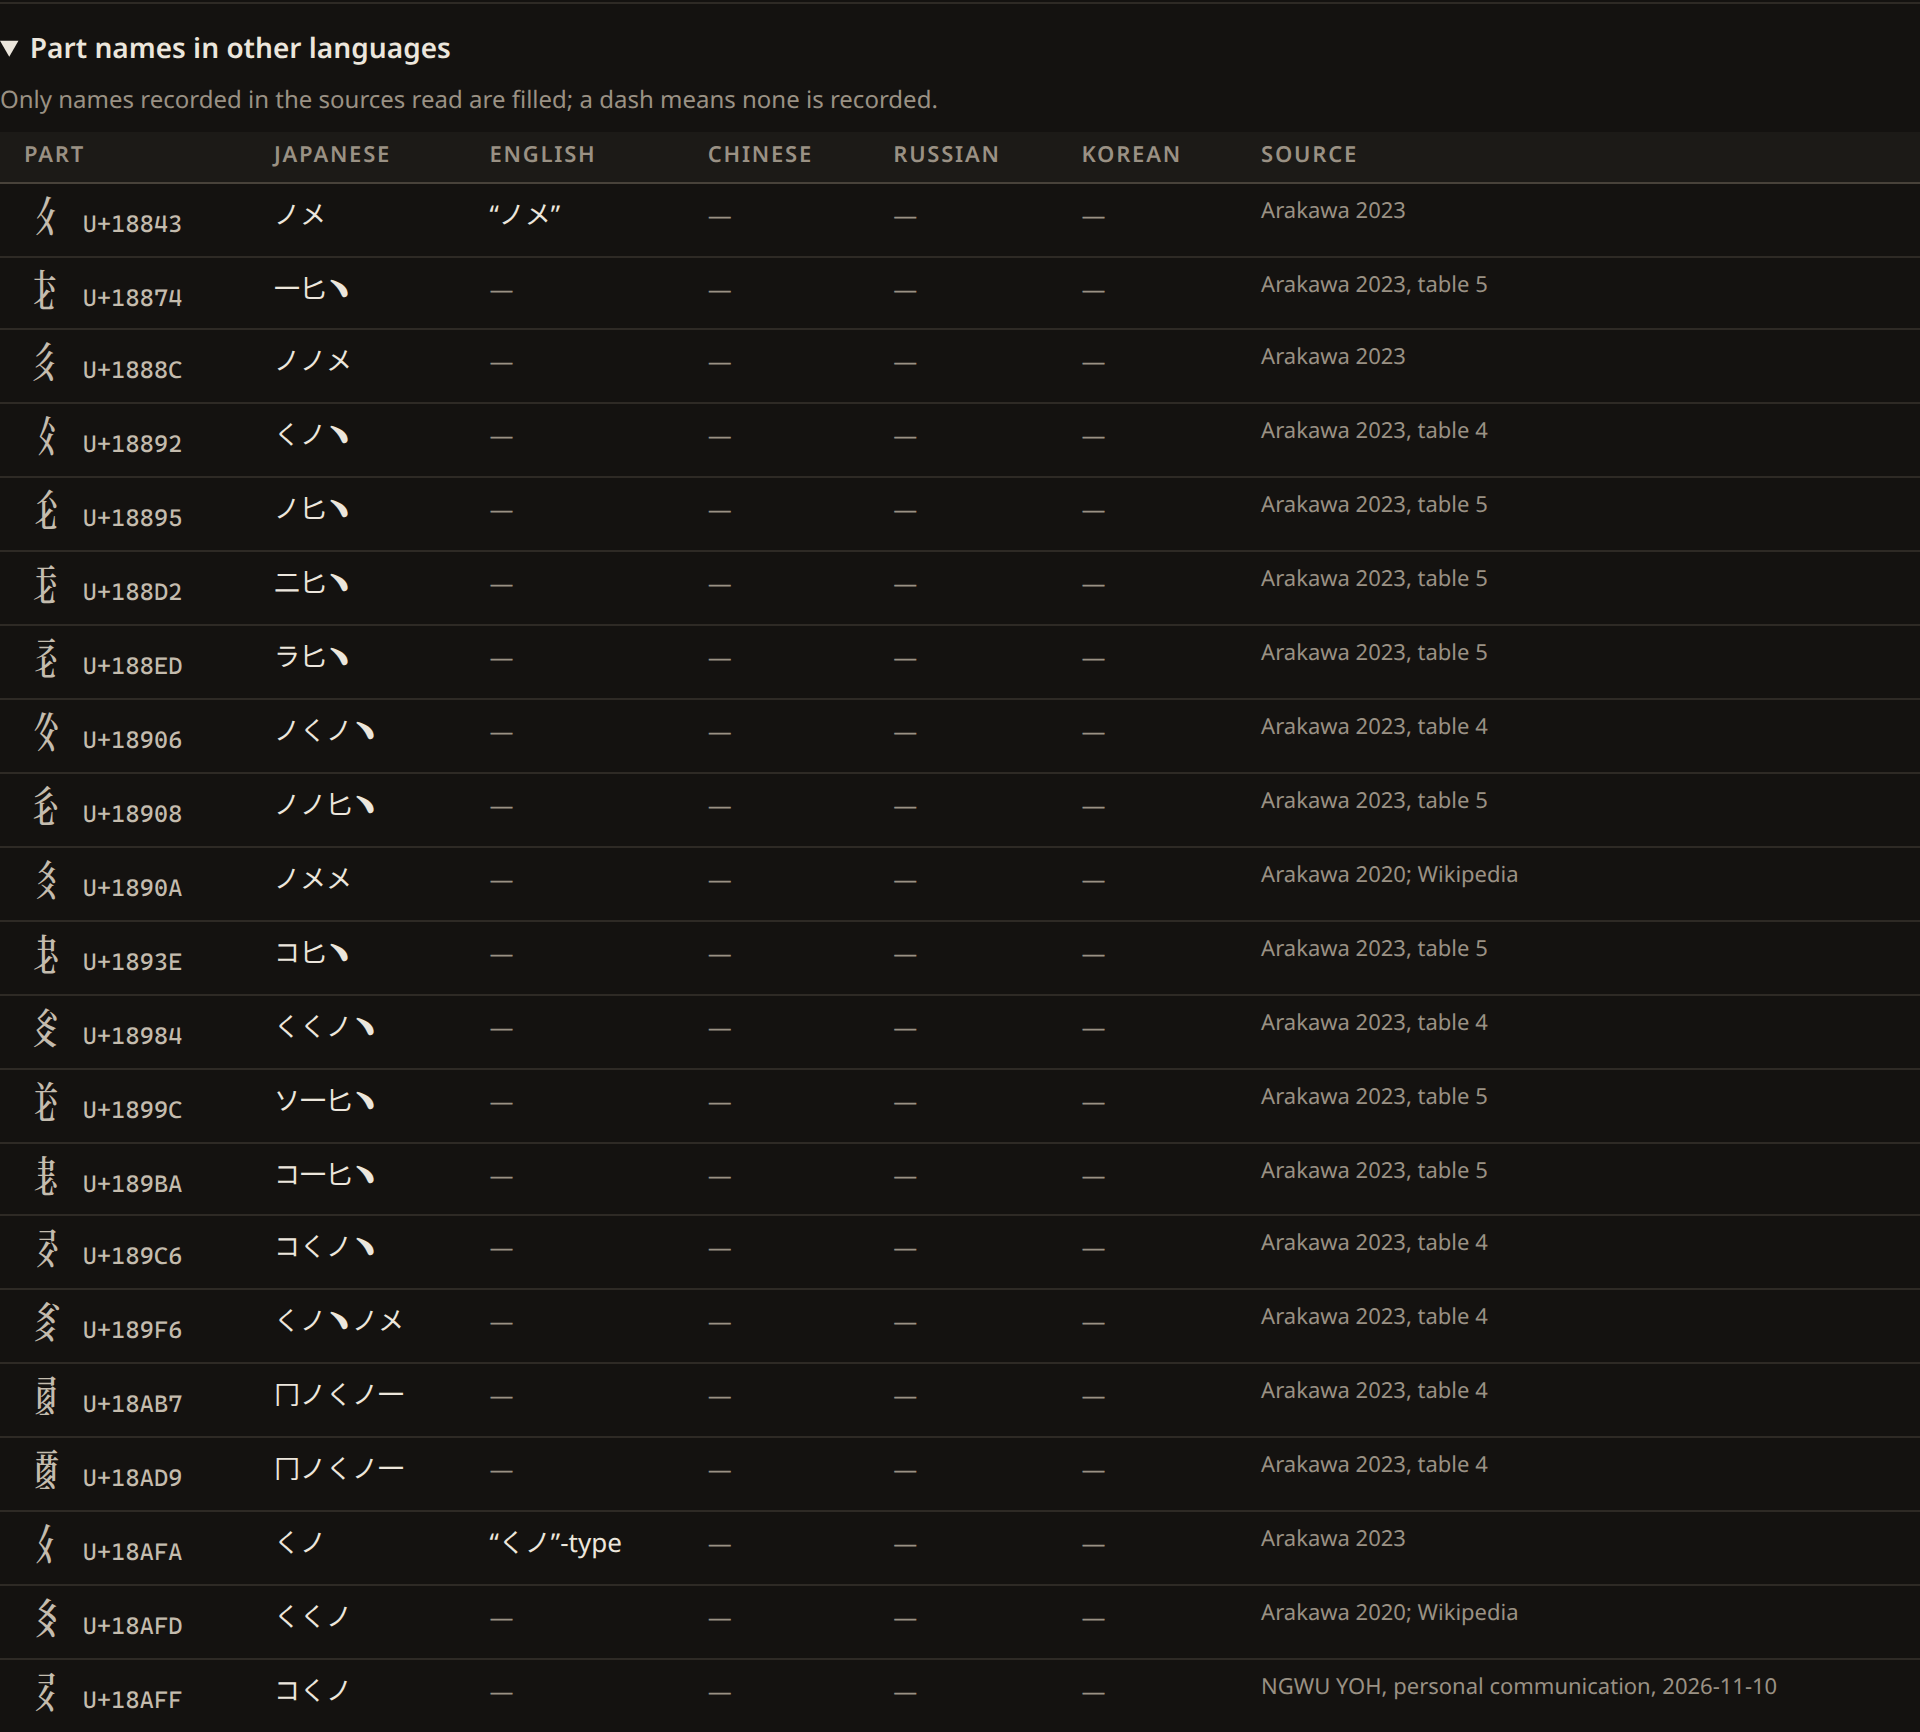 Part names in other languages
Only names recorded in the sources read are filled; a dash means none is recorded.
PART JAPANESE ENGLISH CHINESE RUSSIAN KOREAN SOURCE
𘡃 U+18843 ノメ “ノメ” — — — Arakawa 2023
𘡴 U+18874 一ヒ丶 — — — — Arakawa 2023, table 5
𘢌 U+1888C ノノメ — — — — Arakawa 2023
𘢒 U+18892 くノ丶 — — — — Arakawa 2023, table 4
𘢕 U+18895 ノヒ丶 — — — — Arakawa 2023, table 5
𘣒 U+188D2 二ヒ丶 — — — — Arakawa 2023, table 5
𘣭 U+188ED ラヒ丶 — — — — Arakawa 2023, table 5
𘤆 U+18906 ノくノ丶 — — — — Arakawa 2023, table 4
𘤈 U+18908 ノノヒ丶 — — — — Arakawa 2023, table 5
𘤊 U+1890A ノメメ — — — — Arakawa 2020; Wikipedia
𘤾 U+1893E コヒ丶 — — — — Arakawa 2023, table 5
𘦄 U+18984 くくノ丶 — — — — Arakawa 2023, table 4
𘦜 U+1899C ソ一ヒ丶 — — — — Arakawa 2023, table 5
𘦺 U+189BA コ一ヒ丶 — — — — Arakawa 2023, table 5
𘧆 U+189C6 コくノ丶 — — — — Arakawa 2023, table 4
𘧶 U+189F6 くノ丶ノメ — — — — Arakawa 2023, table 4
𘪷 U+18AB7 冂ノくノ一 — — — — Arakawa 2023, table 4
𘫙 U+18AD9 冂ノくノ一 — — — — Arakawa 2023, table 4
𘫺 U+18AFA くノ “くノ”-type — — — Arakawa 2023
𘫽 U+18AFD くくノ — — — — Arakawa 2020; Wikipedia
𘫿 U+18AFF コくノ — — — — NGWU YOH, personal communication, 2026-11-10